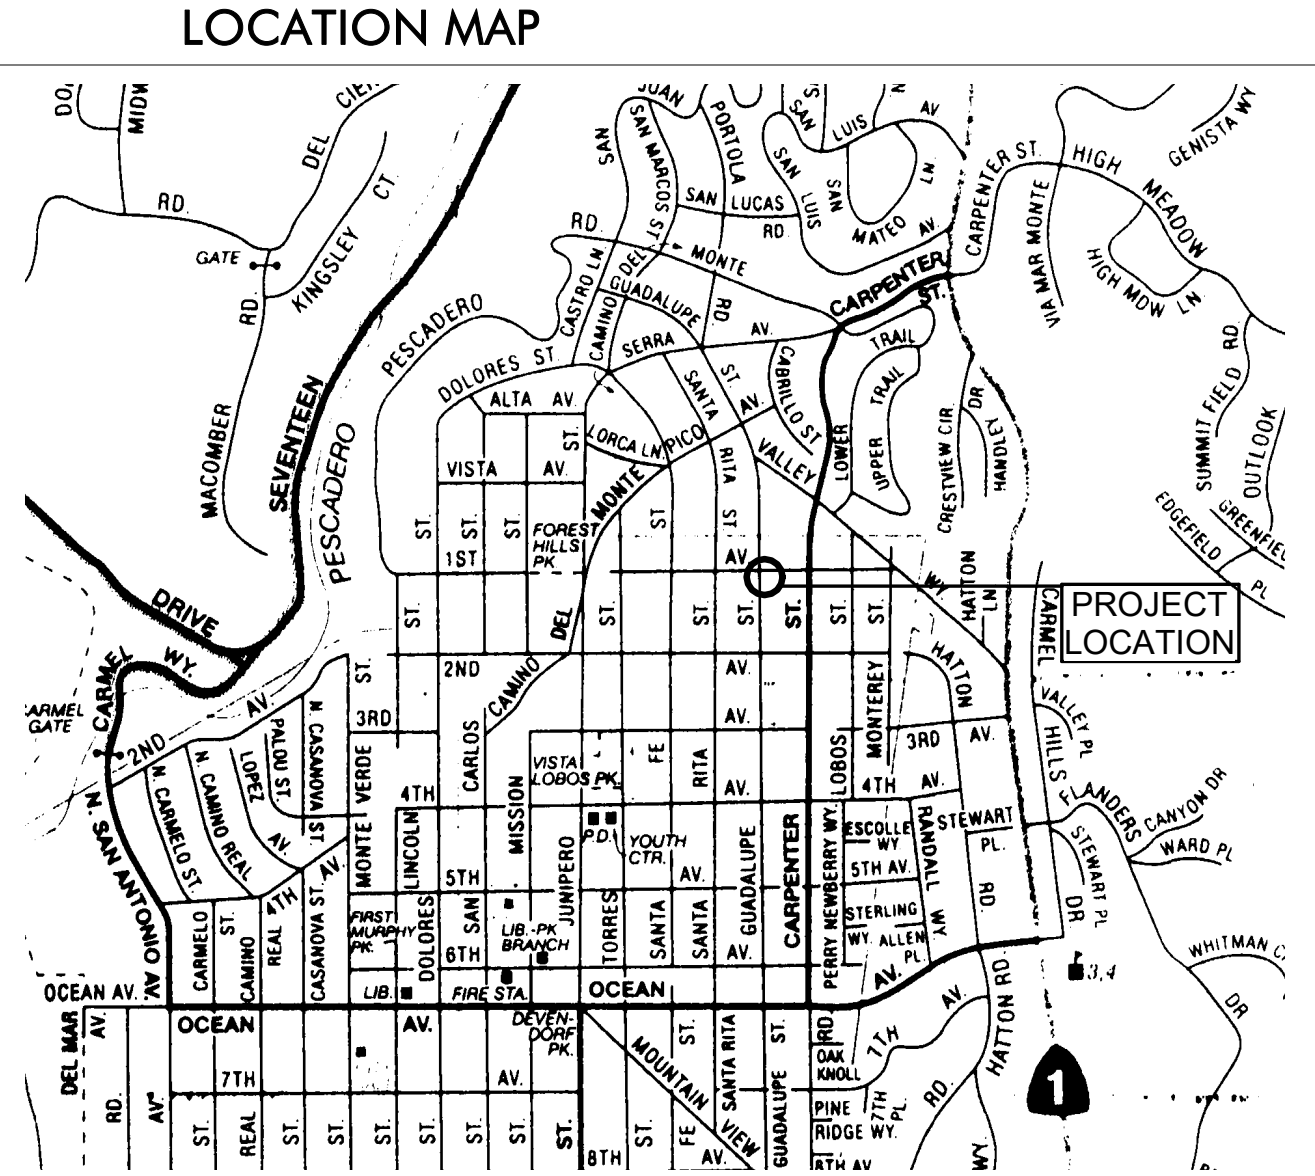 LOCATION MAP
DO.
MIDW
CIE
DEL
JUAN
SAN
SAN MARCOS ST.
PORTOLA
SAN
LUIS
AV
GENISTA WY
RD.
KINGSLEY
CT.
GATE
RD.
SAN
LUCAS
RD.
SAN
LUIS
SAN
MATEO
AV.
LN.
CARPENTER ST.
HIGH
MEADOW
VIA MAR MONTE
HIGH MDW
LN.
RD.
DEL
MONTE
RD.
CASTRO LN.
CAMINO
GUADALUPE
ST.
SERRA
AV.
CARPENTER
ST.
PESCADERO
DOLORES ST.
ALTA AV.
SANTA
RITA
ST.
AV.
CABRILLO ST
TRAIL
TRAIL
LOWER
UPPER
CRESTVIEW CIR.
HANDLEY
DR
SUMMIT FIELD RD
OUTLOOK
MACOMBER
SEVENTEEN
PESCADERO
LORCA LN.
PICO
VALLEY
WY.
VISTA
AV.
ST.
MONTE
EDGEFIELD
PL
GREENFIEL
ST.
ST.
ST.
FOREST
HILLS
PK.
1ST
ST.
AV.
HATTON
LN.
CARMEL
HILLS
PROJECT
LOCATION
DRIVE
CARMEL
WY.
ST.
DEL
ST.
ST.
ST.
ST.
ST.
ST.
2ND
CAMINO
AV.
HATTON
ARMEL
GATE
2ND
AV.
ST.
3RD
AV.
MONTEREY
3RD
AV.
VALLEY PL
N. CARMELO ST.
N. CAMINO REAL
LOPEZ
AV.
PALOU ST.
N. CASANOVA ST.
MONTE VERDE
4TH
CARLOS
MISSION
VISTA
LOBOS PK.
FE
RITA
AV.
LOBOS
4TH
AV.
FLANDERS
CANYON DR
WARD PL
STEWART
PL.
STEWART PL
DR
N. SAN ANTONIO AV.
LINCOLN
P.D.
YOUTH
CTR.
GUADALUPE
CARPENTER
PERRY NEWBERRY WY.
ESCOLLE
WY
RANDALL
WY
5TH AV.
RD.
4TH
AV.
5TH
AV.
CARMELO
ST.
CAMINO
REAL
CASANOVA ST.
FIRST
MURPHY
PK.
DOLORES
SAN
LIB.-PK
BRANCH
6TH
JUNIPERO
TORRES
SANTA
SANTA
AV.
STERLING
WY.
ALLEN
PL.
AV.
WHITMAN C
3,4
DR
OCEAN AV.
LIB.
FIRE STA.
OCEAN
HATTON RD.
OCEAN
AV.
DEVEN-
DORF
PK.
DEL MAR
AV.
MOUNTAIN
VIEW
ST.
SANTA RITA
ST.
RD
OAK
KNOLL
7TH
AV.
7TH
AV.
1
RD.
AV.
ST.
REAL
ST.
ST.
ST.
ST.
ST.
ST.
8TH
ST.
FE
AV.
GUADALUPE
PINE
RIDGE WY.
7TH
PL.
RD.
WY.
8TH AV.